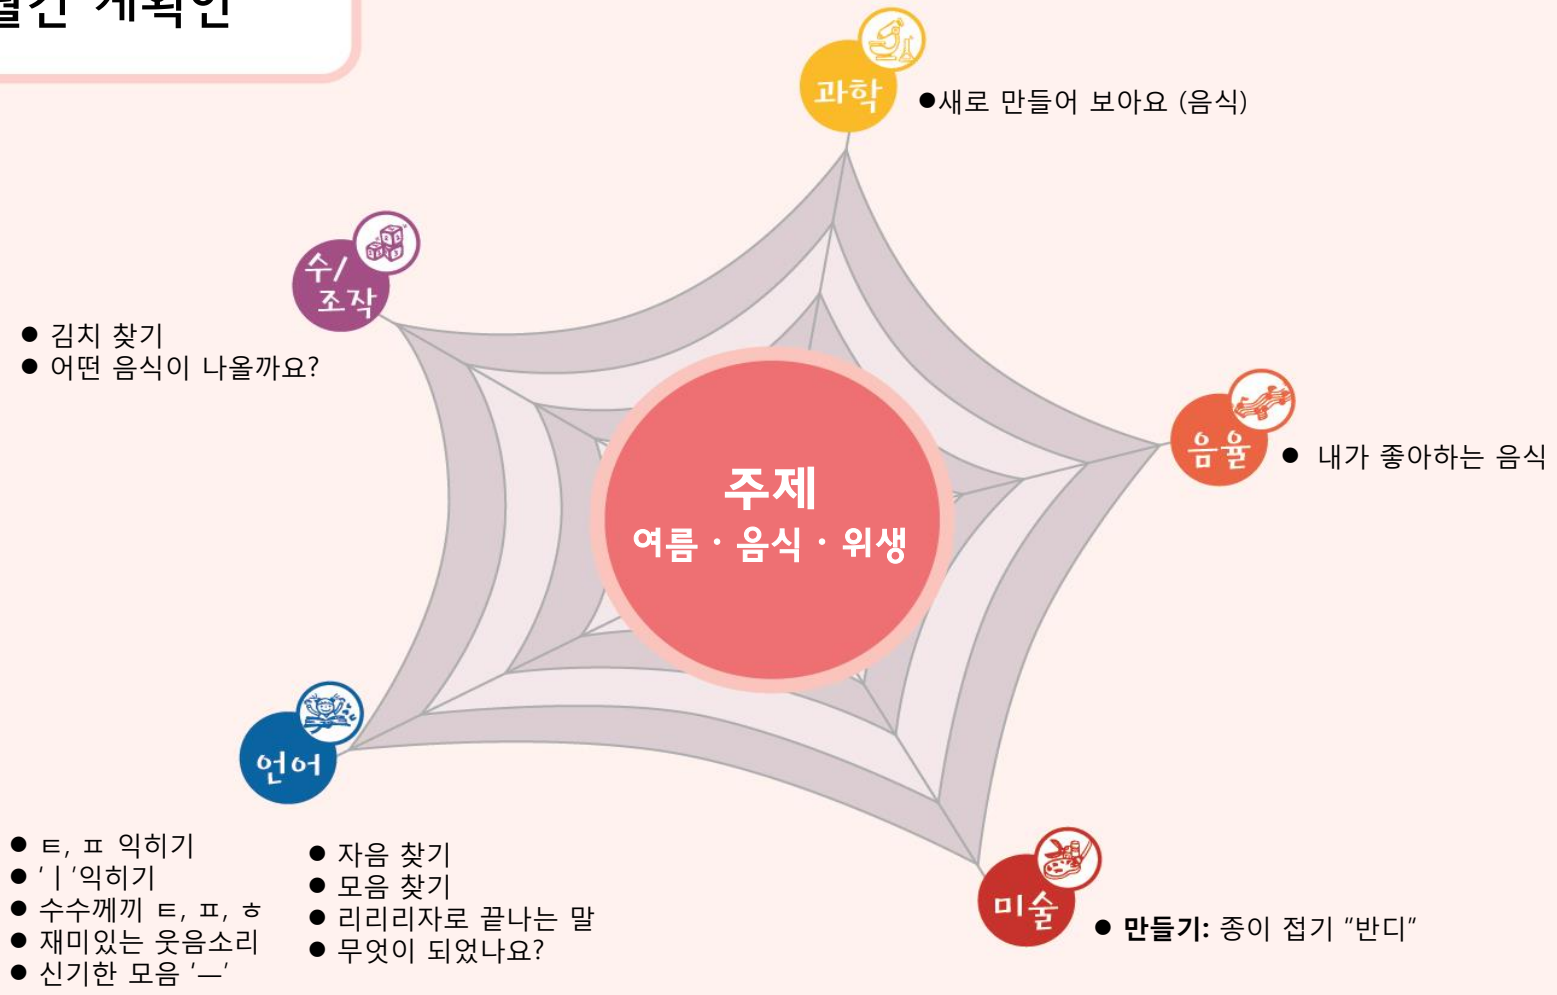 월간 계획안
과학
●새로 만들어 보아요 (음식)
수/
조작
● 김치 찾기
● 어떤 음식이 나올까요?
음율
● 내가 좋아하는 음식
주제
여름 · 음식 · 위생
언어
● ㅌ, ㅍ 익히기
● 'ㅣ'익히기
● 수수께끼 ㅌ, ㅍ, ㅎ
● 재미있는 웃음소리
● 신기한 모음 'ㅡ'
● 자음 찾기
● 모음 찾기
● 리리리자로 끝나는 말
● 무엇이 되었나요?
미술
● 만들기: 종이 접기 "반디"